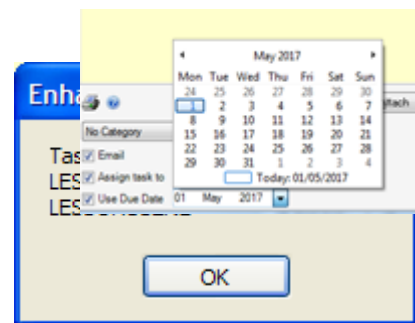 May 2017
Mon Tue Wed Thu Fri Sat Sun
24 25 26 27 28 29 30
1 2 3 4 5 6 7
8 9 10 11 12 13 14
15 16 17 18 19 20 21
22 23 24 25 26 27 28
29 30 31 1 2 3 4
Today: 01/05/2017
Enha
ttach
No Category
Tas
Email
LES
Assign task to
Use Due Date 01 May 2017
OK